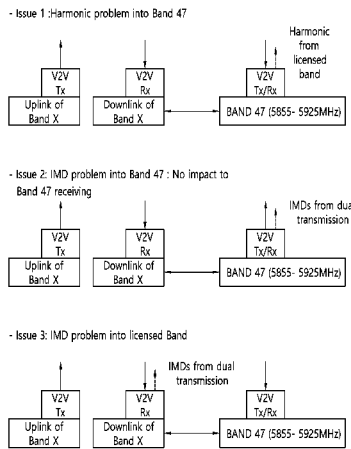 - Issue 1 :Harmonic problem into Band 47
Harmonic
from
licensed
band
V2V
Tx
V2V
Rx
V2V
Tx/Rx
Uplink of
Band X
Downlink of
Band X
BAND 47 (5855- 5925MHz)
- Issue 2: IMD problem into Band 47 : No impact to
Band 47 receiving
IMDs from dual
transmission
V2V
Tx
V2V
Rx
V2V
Tx/Rx
Uplink of
Band X
Downlink of
Band X
BAND 47 (5855- 5925MHz)
- Issue 3: IMD problem into licensed Band
IMDs from dual
transmission
V2V
Tx
V2V
Rx
V2V
Tx/Rx
Uplink of
Band X
Downlink of
Band X
BAND 47 (5855- 5925MHz)